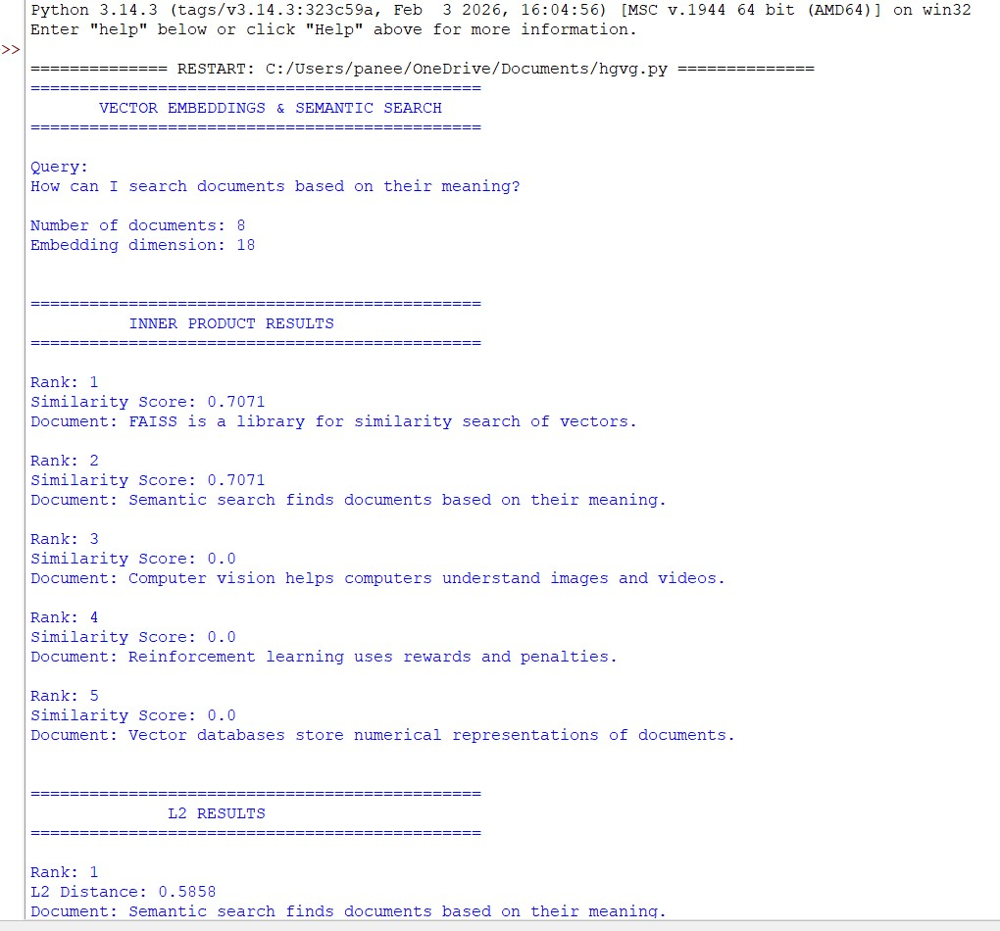 Python 3.14.3 (tags/v3.14.3:323c59a, Feb  3 2026, 16:04:56) [MSC v.1944 64 bit (AMD64)] on win32
Enter "help" below or click "Help" above for more information.
>>
============== RESTART: C:/Users/panee/OneDrive/Documents/hgvg.py ==============
==============================================
       VECTOR EMBEDDINGS & SEMANTIC SEARCH
==============================================

Query:
How can I search documents based on their meaning?

Number of documents: 8
Embedding dimension: 18


==============================================
          INNER PRODUCT RESULTS
==============================================

Rank: 1
Similarity Score: 0.7071
Document: FAISS is a library for similarity search of vectors.

Rank: 2
Similarity Score: 0.7071
Document: Semantic search finds documents based on their meaning.

Rank: 3
Similarity Score: 0.0
Document: Computer vision helps computers understand images and videos.

Rank: 4
Similarity Score: 0.0
Document: Reinforcement learning uses rewards and penalties.

Rank: 5
Similarity Score: 0.0
Document: Vector databases store numerical representations of documents.


==============================================
              L2 RESULTS
==============================================

Rank: 1
L2 Distance: 0.5858
Document: Semantic search finds documents based on their meaning.